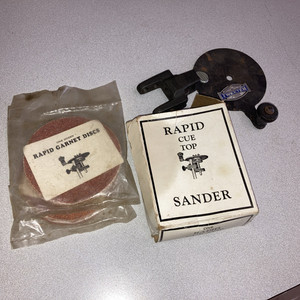 RAPID GARNET DISCS
RAPID
CUE
TOP
SANDER